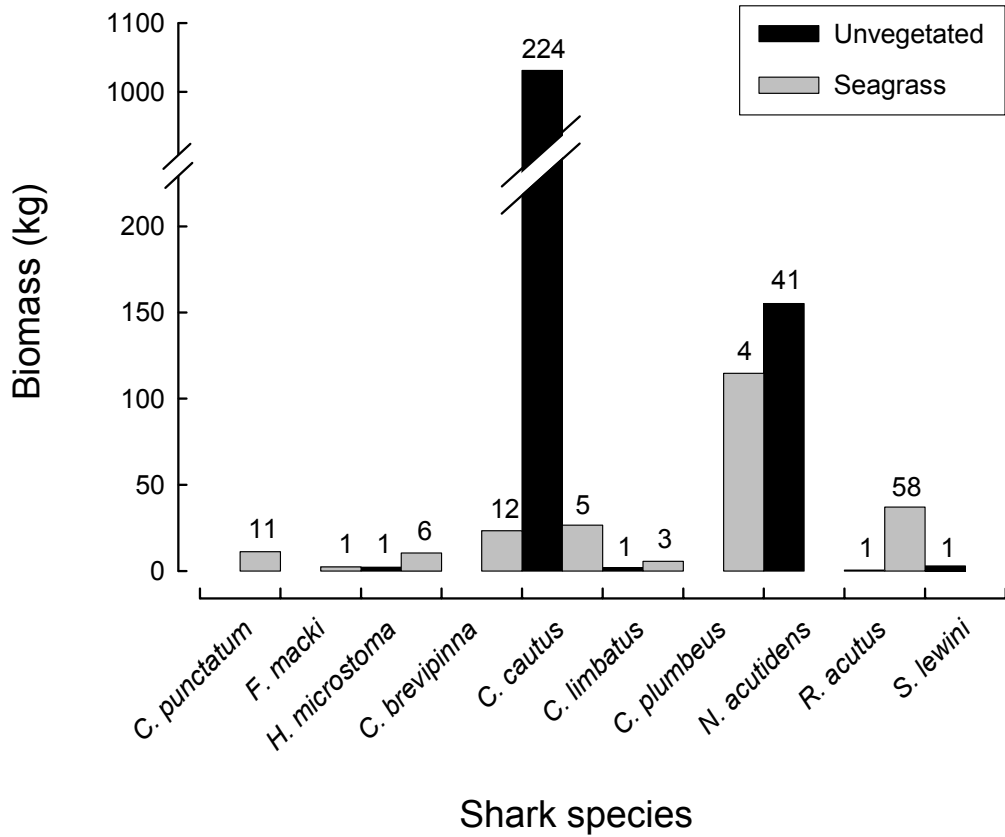 Unvegetated
Seagrass
Biomass (kg)
1100
1000
200
150
100
50
0
11
1
1
6
12
224
5
1
3
4
41
1
58
1
C. punctatum
F. macki
H. microstoma
C. brevipinna
C. cautus
C. limbatus
C. plumbeus
N. acutidens
R. acutus
S. lewini
Shark species